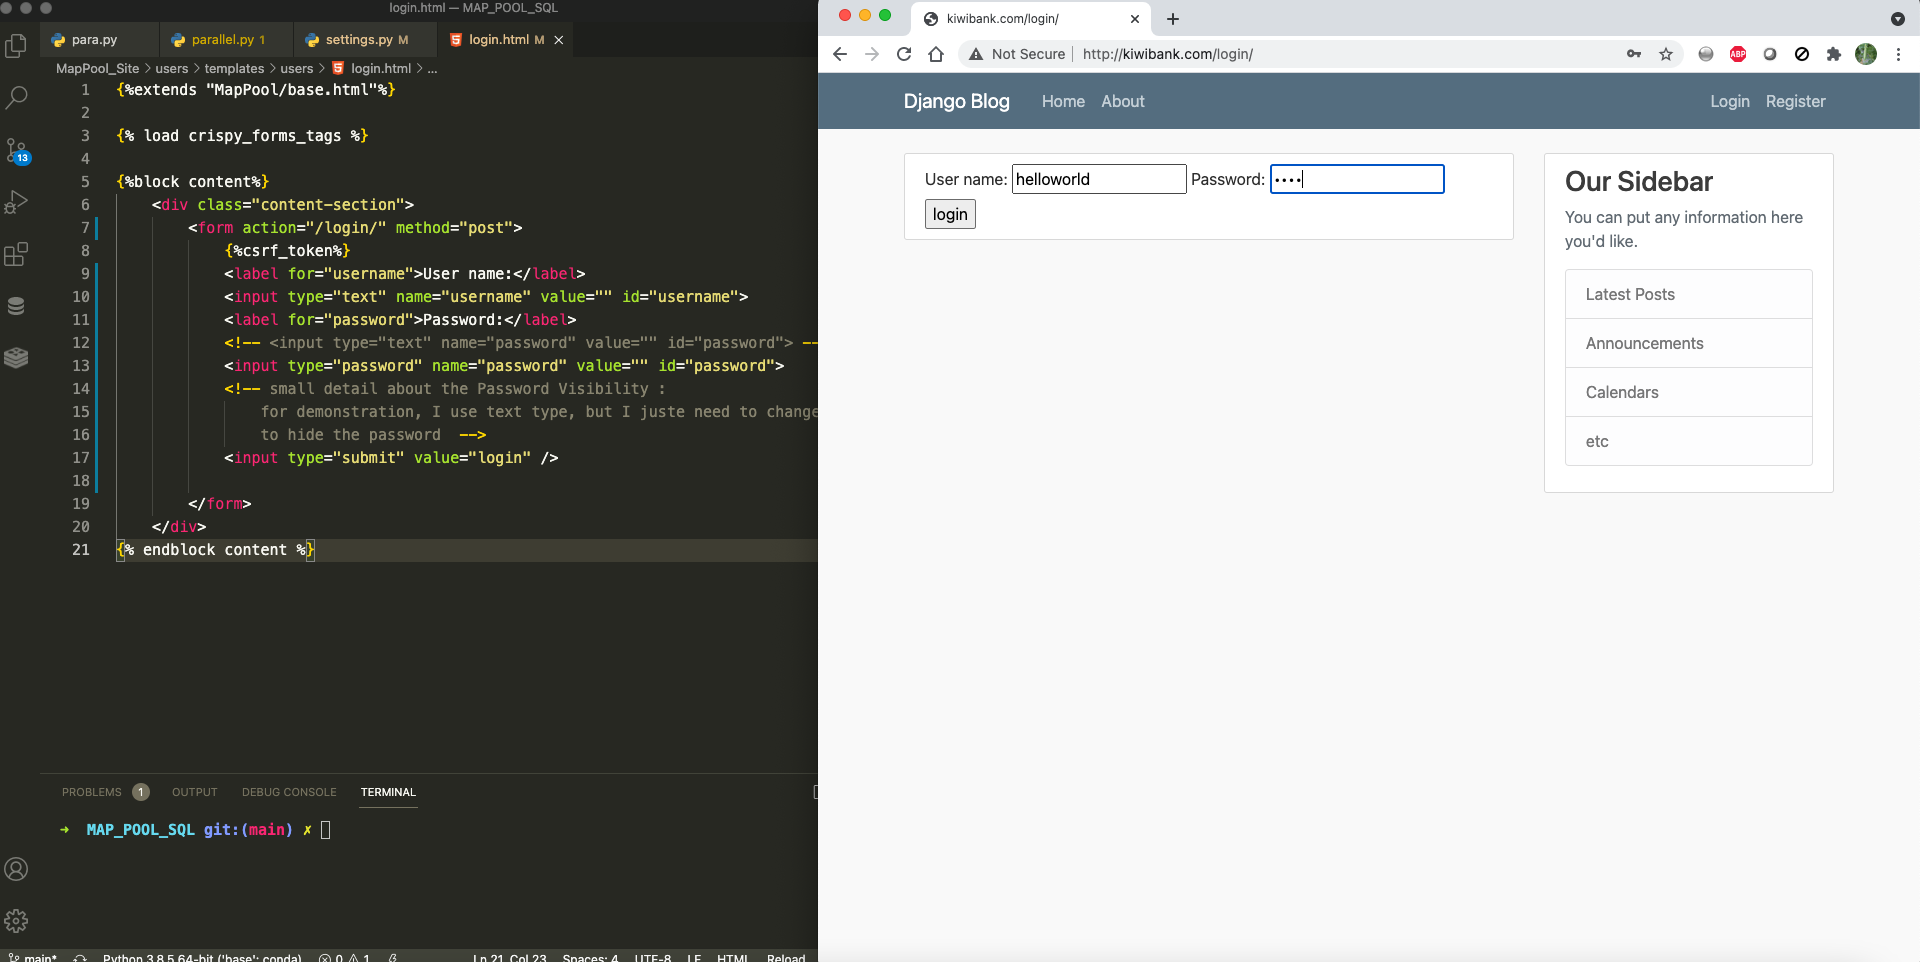 login.html — MAP_POOL_SQL
para.py
parallel.py 1
settings.py M
login.html M
MapPool_Site > users > templates > users > login.html > ...
1 {%extends "MapPool/base.html"%}
2
3 {% load crispy_forms_tags %}
4
5 {%block content%}
6 <div class="content-section">
7 <form action="/login/" method="post">
8 {%csrf_token%}
9 <label for="username">User name:</label>
10 <input type="text" name="username" value="" id="username">
11 <label for="password">Password:</label>
12 <!-- <input type="text" name="password" value="" id="password"> --
13 <input type="password" name="password" value="" id="password">
14 <!-- small detail about the Password Visibility :
15 for demonstration, I use text type, but I juste need to change
16 to hide the password -->
17 <input type="submit" value="login" />
18
19 </form>
20 </div>
21 {% endblock content %}
13
PROBLEMS 1 OUTPUT DEBUG CONSOLE TERMINAL
→ MAP_POOL_SQL git:(main) ✗
main* Python 3.8.5 64-bit ('base': conda) 0 1 Ln 21, Col 23 Spaces: 4 UTF-8 LF HTML Reload
kiwibank.com/login/
Not Secure | http://kiwibank.com/login/
ABP
Django Blog Home About Login Register
User name: helloworld Password: ••••
login
Our Sidebar
You can put any information here
you'd like.
Latest Posts
Announcements
Calendars
etc